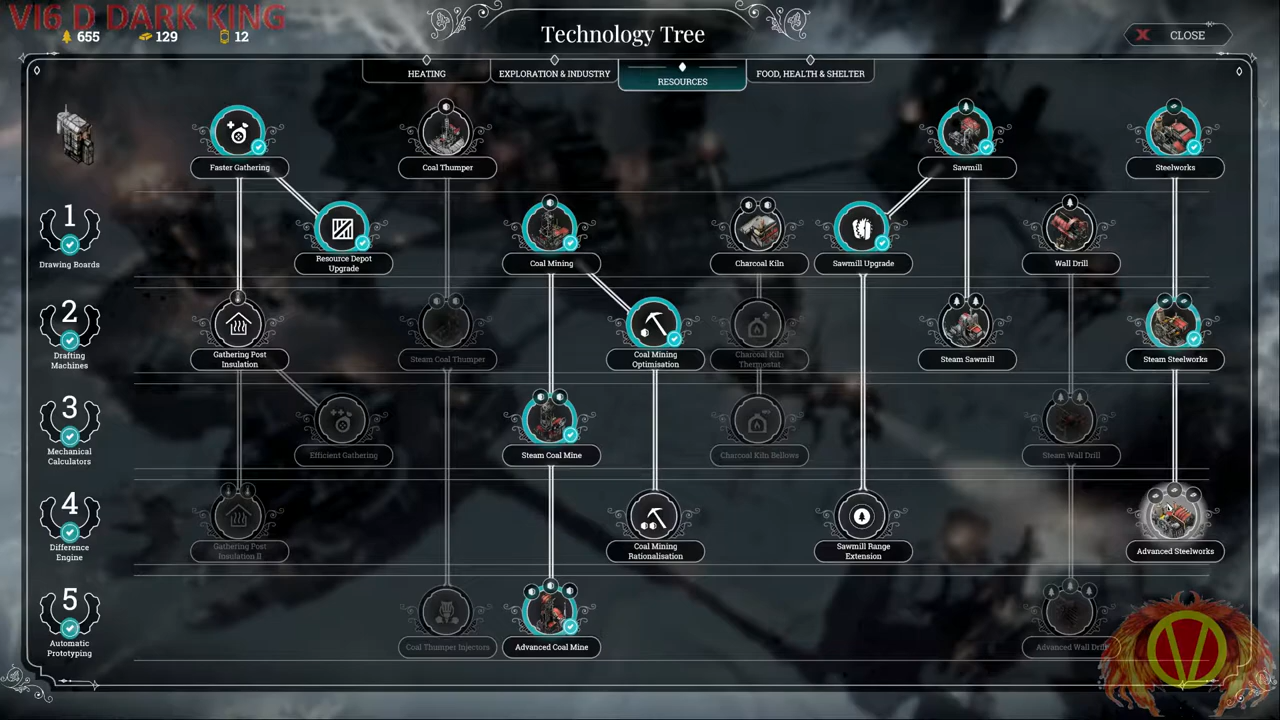 VI6 D DARK KING
655
129
12
Technology Tree
CLOSE
HEATING
EXPLORATION & INDUSTRY
RESOURCES
FOOD, HEALTH & SHELTER
Faster Gathering
Coal Thumper
Sawmill
Steelworks
1
Drawing Boards
Resource Depot
Upgrade
Coal Mining
Charcoal Kiln
Sawmill Upgrade
Wall Drill
2
Drafting
Machines
Gathering Post
Insulation
Steam Coal Thumper
Coal Mining
Optimisation
Charcoal Kiln
Thermostat
Steam Sawmill
Steam Steelworks
3
Mechanical
Calculators
Efficient Gathering
Steam Coal Mine
Charcoal Kiln Bellows
Steam Wall Drill
4
Difference
Engine
Gathering Post
Insulation II
Coal Mining
Rationalisation
Sawmill Range
Extension
Advanced Steelworks
5
Automatic
Prototyping
Coal Thumper Injectors
Advanced Coal Mine
Advanced Wall Drill
V